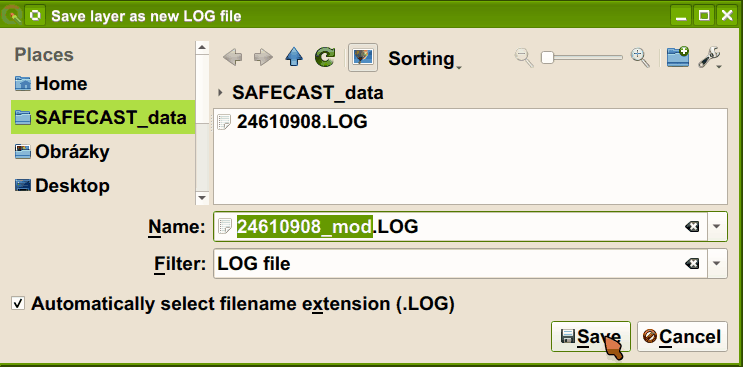 Save layer as new LOG file
Places
Home
SAFECAST_data
Obrázky
Desktop
Sorting
SAFECAST_data
24610908.LOG
Name: 24610908_mod.LOG
Filter: LOG file
Automatically select filename extension (.LOG)
Save Cancel